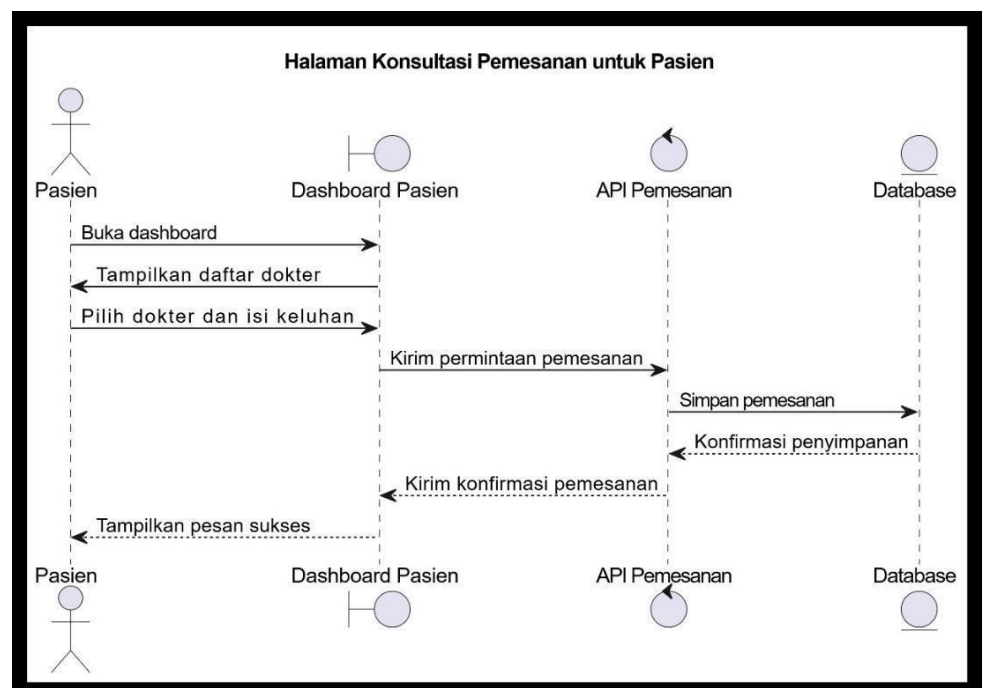 Halaman Konsultasi Pemesanan untuk Pasien
Pasien
Dashboard Pasien
API Pemesanan
Database
Buka dashboard
Tampilkan daftar dokter
Pilih dokter dan isi keluhan
Kirim permintaan pemesanan
Simpan pemesanan
Konfirmasi penyimpanan
Kirim konfirmasi pemesanan
Tampilkan pesan sukses
Pasien
Dashboard Pasien
API Pemesanan
Database